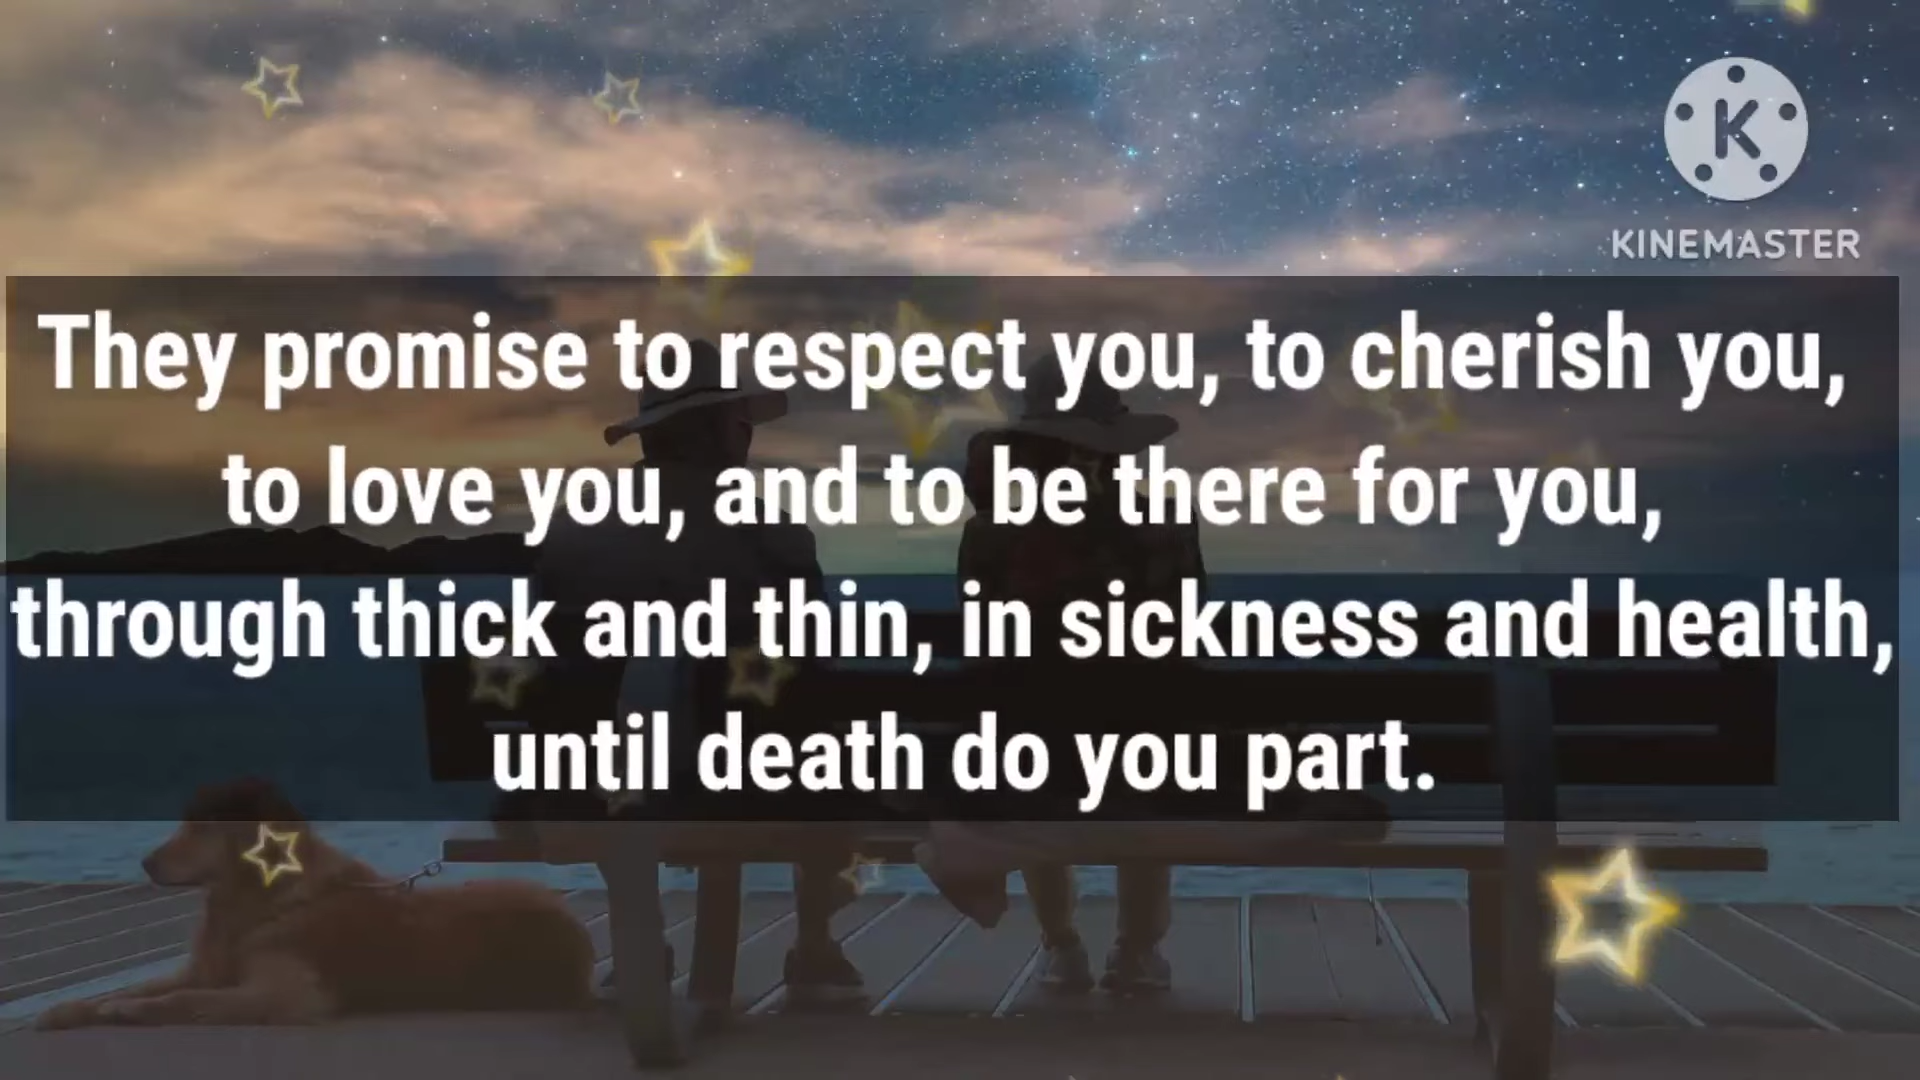 K
KINEMASTER
They promise to respect you, to cherish you,
to love you, and to be there for you,
through thick and thin, in sickness and health,
until death do you part.